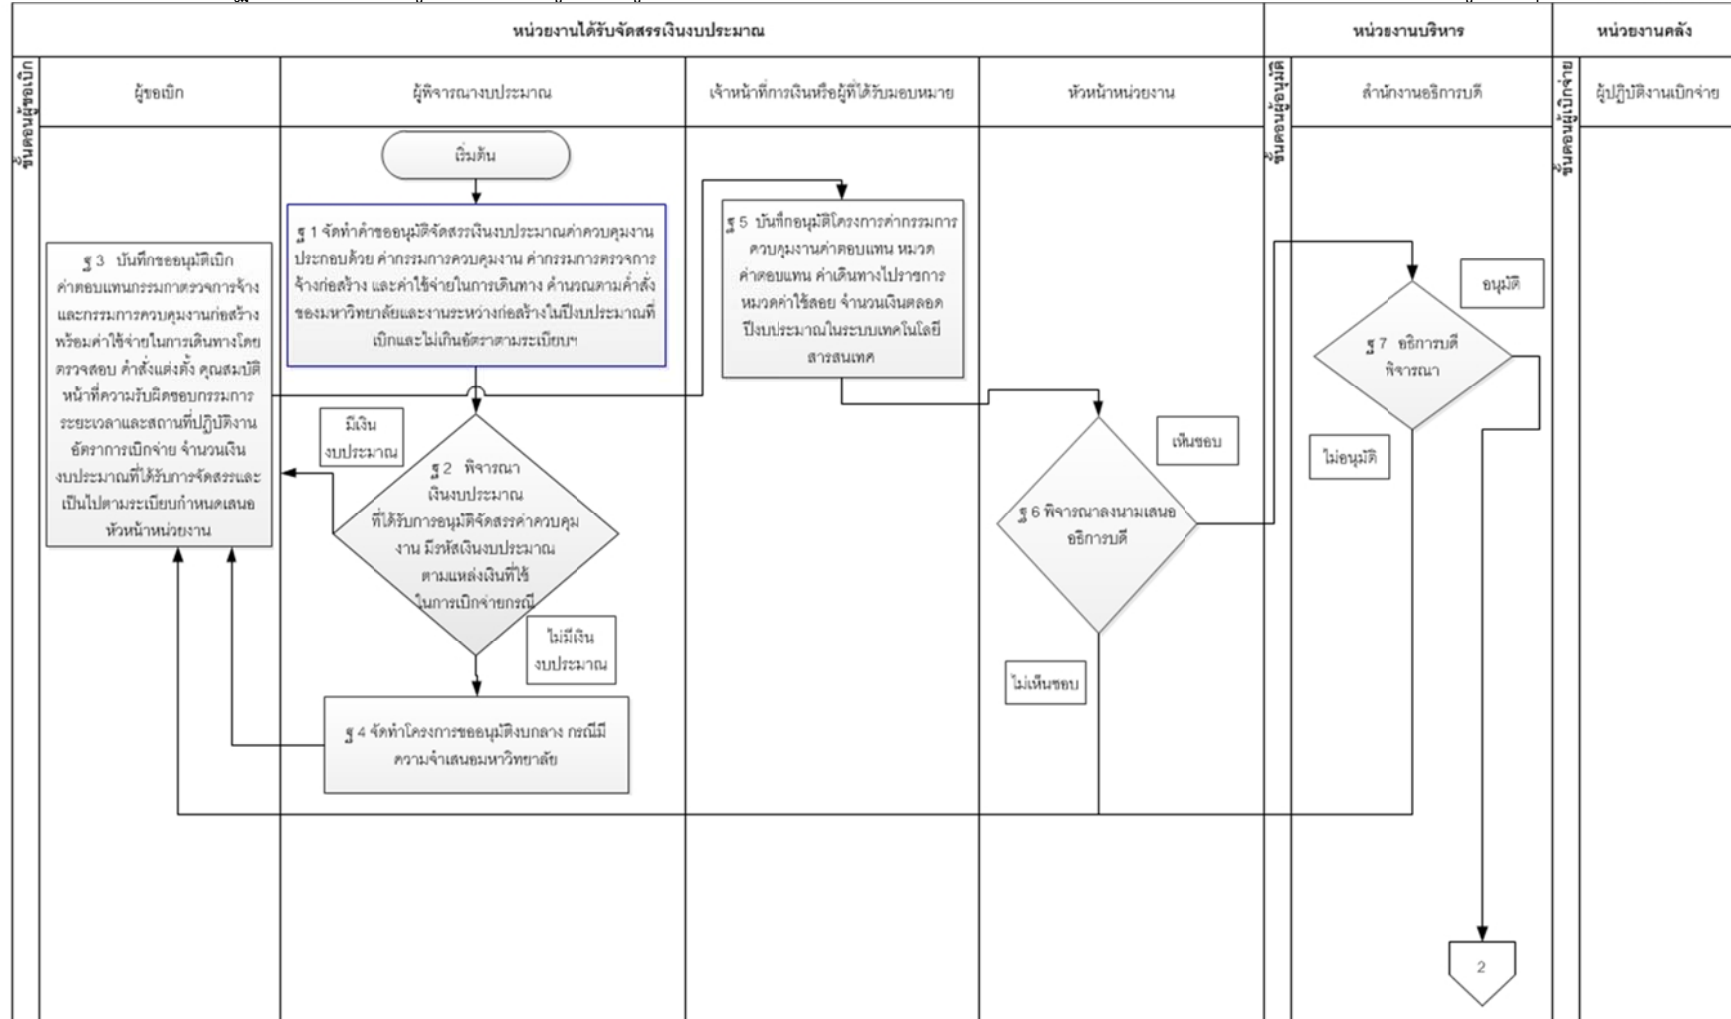 หน่วยงานได้รับจัดสรรเงินงบประมาณ
หน่วยงานบริหาร
หน่วยงานคลัง
ขั้นตอนผู้ขอเบิก
ผู้ขอเบิก
ผู้พิจารณางบประมาณ
เจ้าหน้าที่การเงินหรือผู้ที่ได้รับมอบหมาย
หัวหน้าหน่วยงาน
ขั้นตอนผู้อนุมัติ
สำนักงานอธิการบดี
ขั้นตอนผู้เบิกจ่าย
ผู้ปฏิบัติงานเบิกจ่าย
เริ่มต้น
ฐ 1 จัดทำคำขออนุมัติจัดสรรเงินงบประมาณค่าควบคุมงาน
ประกอบด้วย ค่ากรรมการควบคุมงาน ค่ากรรมการตรวจการ
จ้างก่อสร้าง และค่าใช้จ่ายในการเดินทาง คำนวณตามคำสั่ง
ของมหาวิทยาลัยและงานระหว่างก่อสร้างในปีงบประมาณที่
เบิกและไม่เกินอัตราตามระเบียบฯ
ฐ 2 พิจารณา
เงินงบประมาณ
ที่ได้รับการอนุมัติจัดสรรค่าควบคุม
งาน มีรหัสเงินงบประมาณ
ตามแหล่งเงินที่ใช้
ในการเบิกจ่ายกรณี
มีเงิน
งบประมาณ
ไม่มีเงิน
งบประมาณ
ฐ 3 บันทึกขออนุมัติเบิก
ค่าตอบแทนกรรมกาตรวจการจ้าง
และกรรมการควบคุมงานก่อสร้าง
พร้อมค่าใช้จ่ายในการเดินทางโดย
ตรวจสอบ คำสั่งแต่งตั้ง คุณสมบัติ
หน้าที่ความรับผิดชอบกรรมการ
ระยะเวลาและสถานที่ปฏิบัติงาน
อัตราการเบิกจ่าย จำนวนเงิน
งบประมาณที่ได้รับการจัดสรรและ
เป็นไปตามระเบียบกำหนดเสนอ
หัวหน้าหน่วยงาน
ฐ 4 จัดทำโครงการขออนุมัติงบกลาง กรณีมี
ความจำเสนอมหาวิทยาลัย
ฐ 5 บันทึกอนุมัติโครงการค่ากรรมการ
ควบคุมงานค่าตอบแทน หมวด
ค่าตอบแทน ค่าเดินทางไปราชการ
หมวดค่าใช้สอย จำนวนเงินตลอด
ปีงบประมาณในระบบเทคโนโลยี
สารสนเทศ
ฐ 6 พิจารณาลงนามเสนอ
อธิการบดี
เห็นชอบ
ไม่เห็นชอบ
ฐ 7 อธิการบดี
พิจารณา
อนุมัติ
ไม่อนุมัติ
2